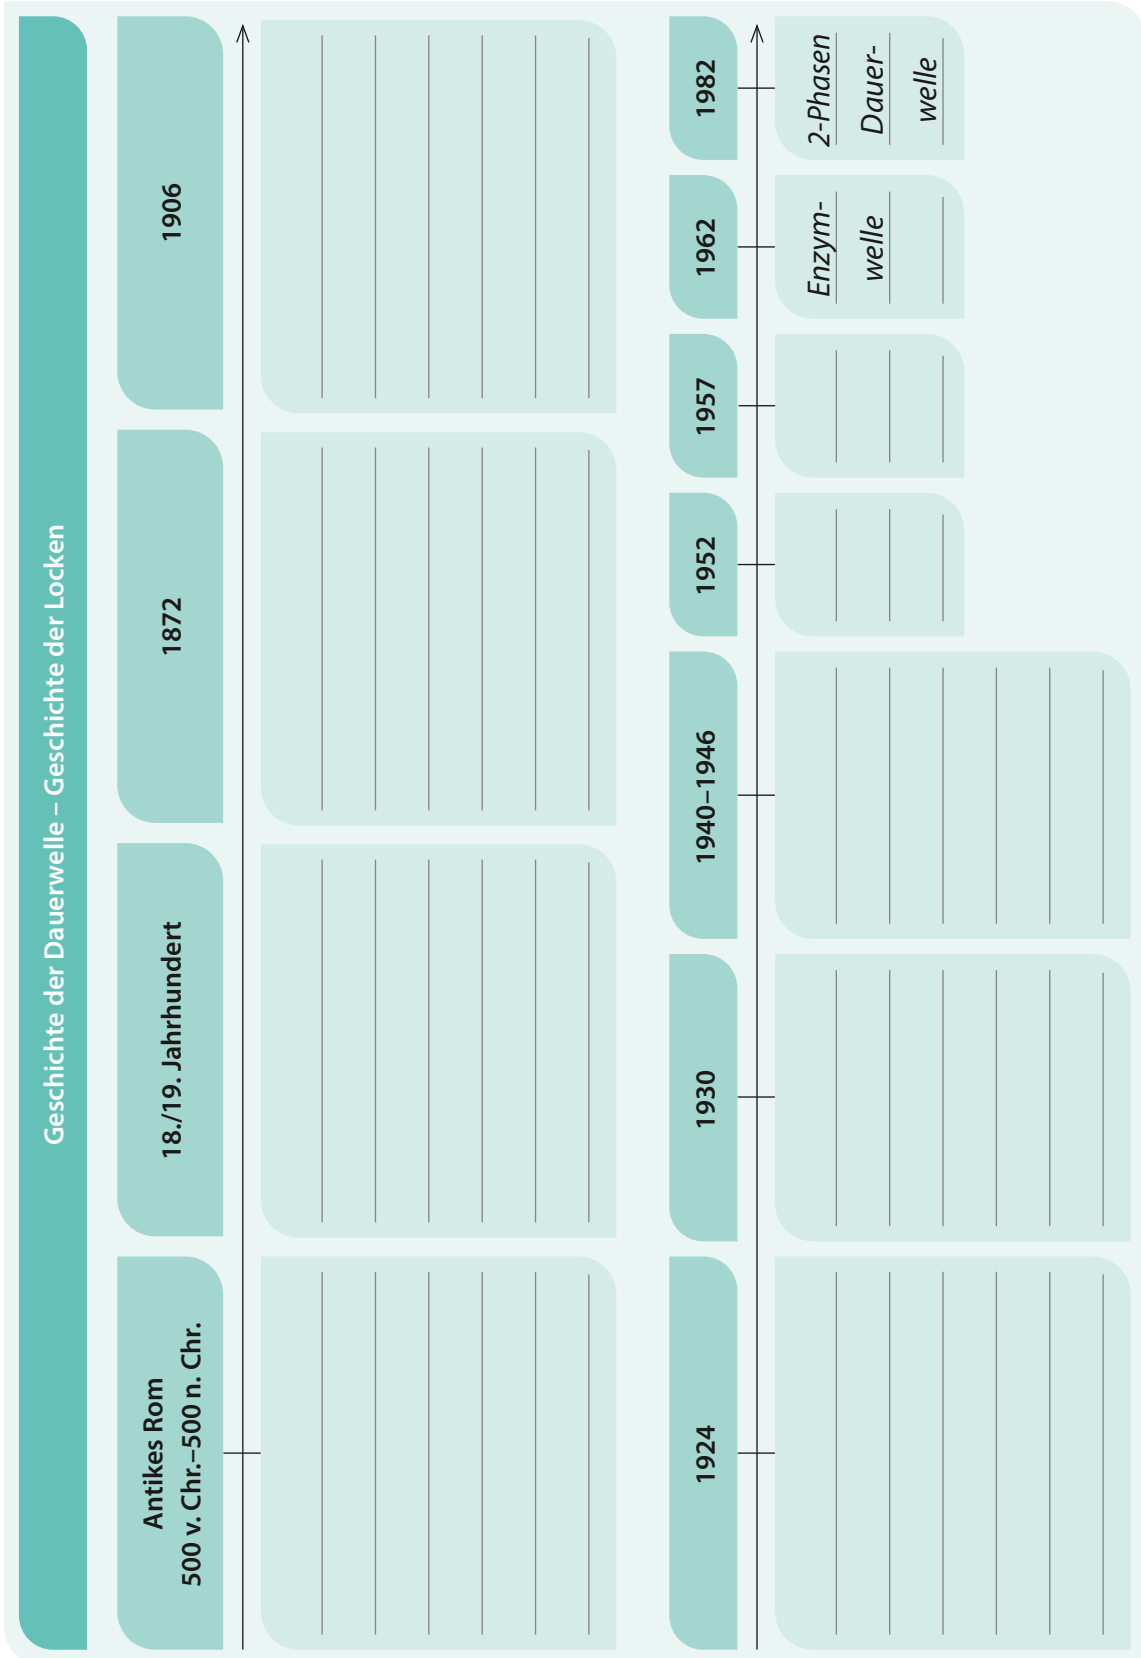 Geschichte der Dauerwelle – Geschichte der Locken
Antikes Rom
500 v. Chr.–500 n. Chr.
18./19. Jahrhundert
1872
1906
1924
1930
1940–1946
1952
1957
1962
Enzym-
welle
1982
2-Phasen
Dauer-
welle